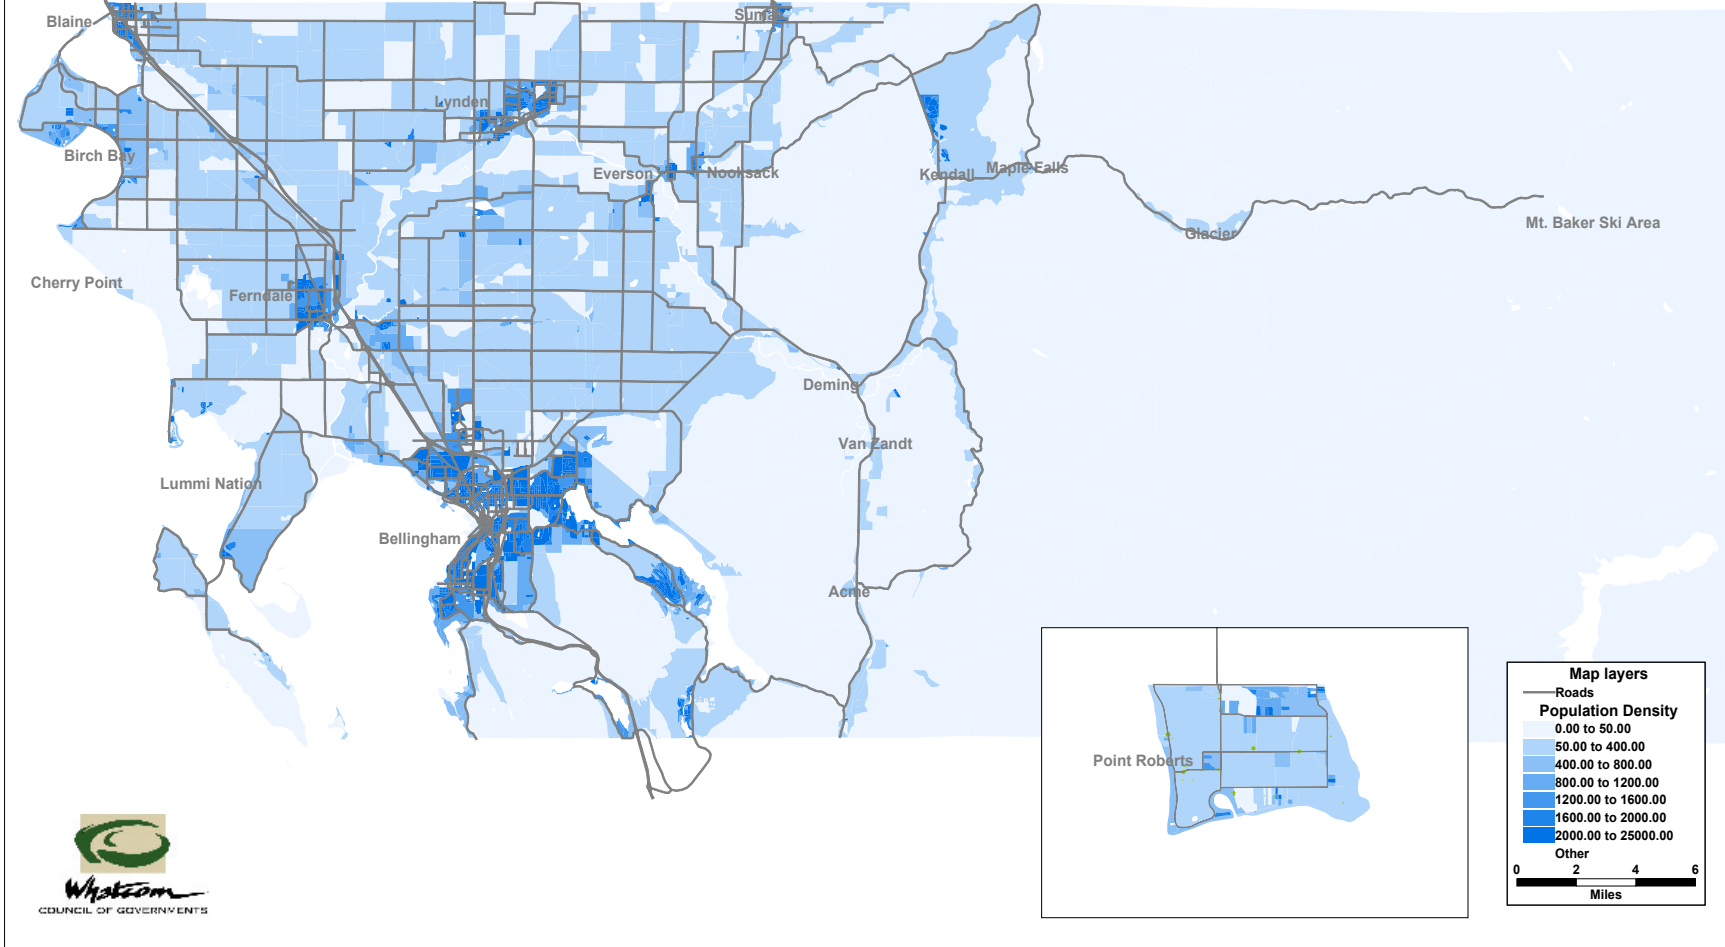 Blaine
Sumas
Lynden
Birch Bay
Everson
Nooksack
Kendall
Maple Falls
Glacier
Mt. Baker Ski Area
Cherry Point
Ferndale
Deming
Van Zandt
Lummi Nation
Bellingham
Acme
Point Roberts
Map layers
Roads
Population Density
0.00 to 50.00
50.00 to 400.00
400.00 to 800.00
800.00 to 1200.00
1200.00 to 1600.00
1600.00 to 2000.00
2000.00 to 25000.00
Other
0 2 4 6
Miles
Whatcom
COUNCIL OF GOVERNMENTS